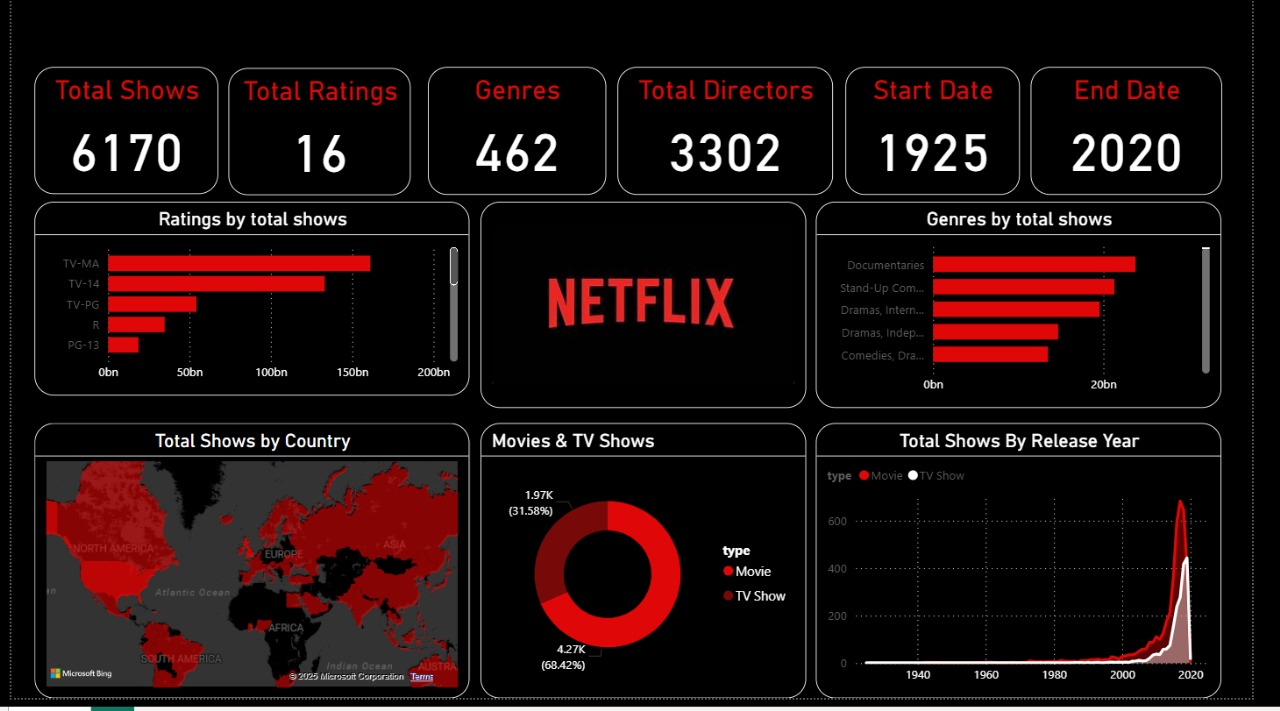 Total Shows
6170
Total Ratings
16
Genres
462
Total Directors
3302
Start Date
1925
End Date
2020
Ratings by total shows
TV-MA
TV-14
TV-PG
R
PG-13
0bn 50bn 100bn 150bn 200bn
NETFLIX
Genres by total shows
Documentaries
Stand-Up Com...
Dramas, Intern...
Dramas, Indep...
Comedies, Dra...
0bn 20bn
Total Shows by Country
NORTH AMERICA
EUROPE
ASIA
Atlantic Ocean
AFRICA
SOUTH AMERICA
Indian Ocean
AUSTRA
Microsoft Bing
© 2025 Microsoft Corporation Terms
Movies & TV Shows
1.97K
(31.58%)
4.27K
(68.42%)
type
Movie
TV Show
Total Shows By Release Year
type Movie TV Show
600
400
200
0
1940 1960 1980 2000 2020